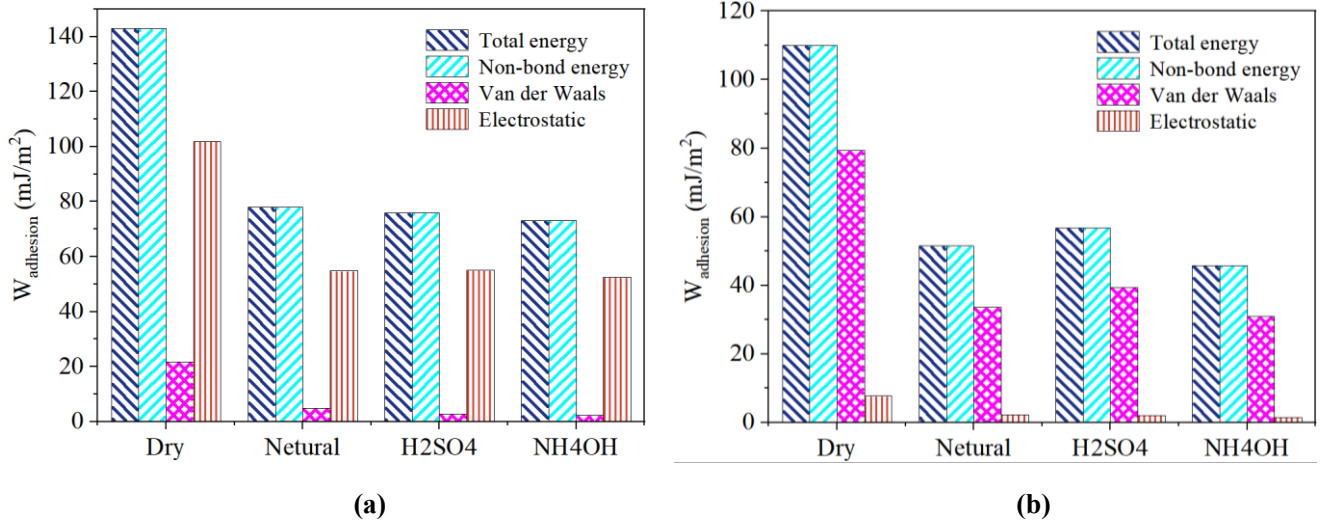 140
120
100
80
60
40
20
0
W_adhesion (mJ/m²)
Total energy
Non-bond energy
Van der Waals
Electrostatic
Dry Netural H2SO4 NH4OH
(a)
120
100
80
60
40
20
0
W_adhesion (mJ/m²)
Total energy
Non-bond energy
Van der Waals
Electrostatic
Dry Netural H2SO4 NH4OH
(b)